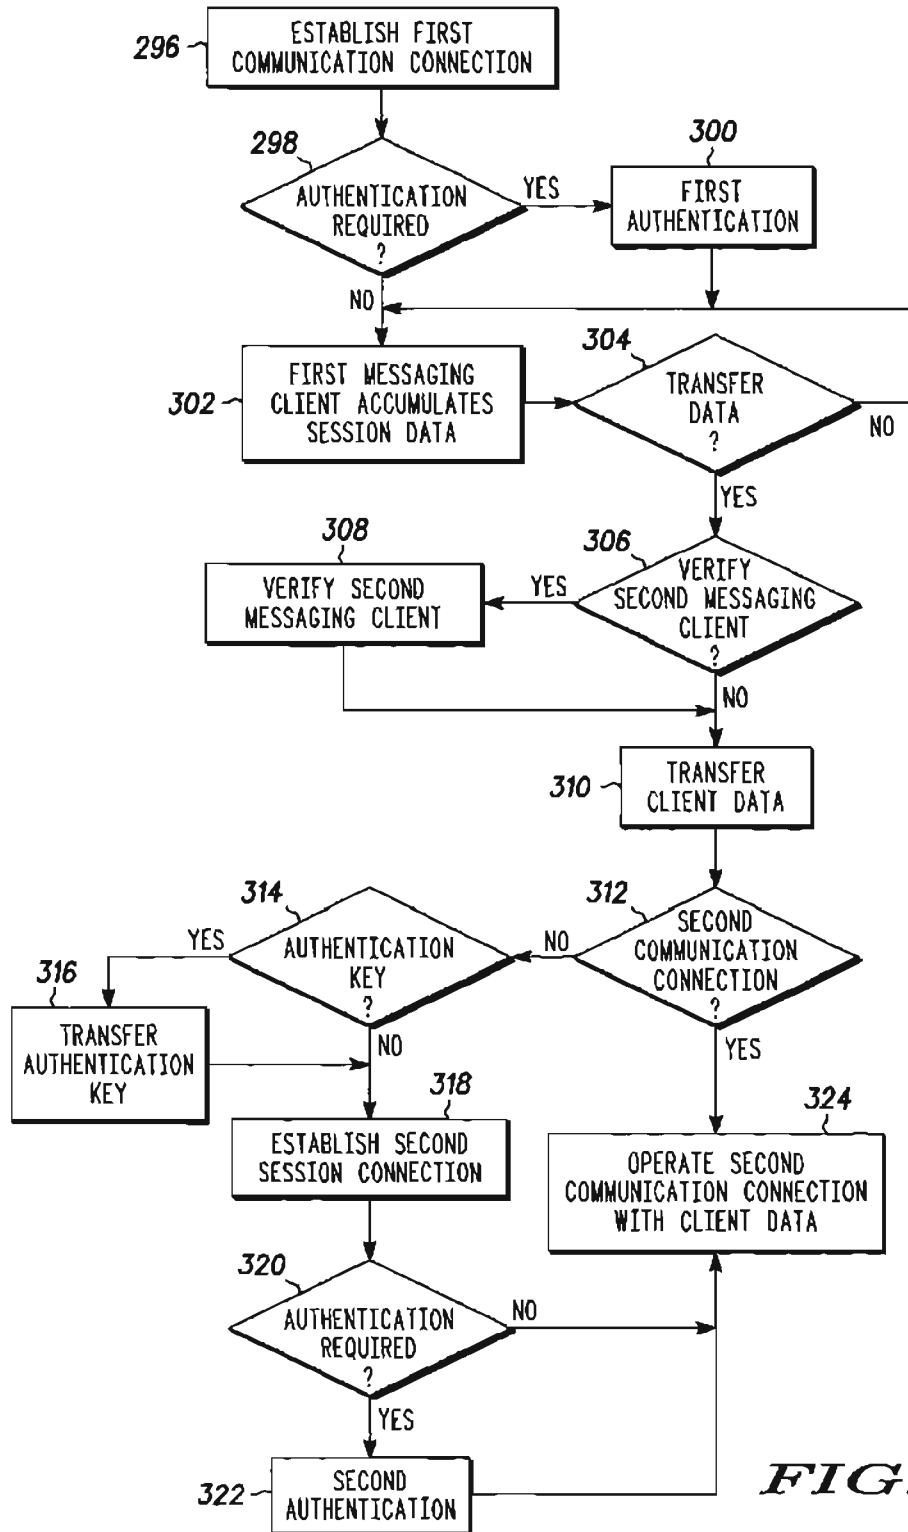 296
ESTABLISH FIRST
COMMUNICATION CONNECTION
298
AUTHENTICATION
REQUIRED
?
YES
NO
300
FIRST
AUTHENTICATION
302
FIRST MESSAGING
CLIENT ACCUMULATES
SESSION DATA
304
TRANSFER
DATA
?
NO
YES
306
VERIFY
SECOND MESSAGING
CLIENT
?
YES
NO
308
VERIFY SECOND
MESSAGING CLIENT
310
TRANSFER
CLIENT DATA
312
SECOND
COMMUNICATION
CONNECTION
?
NO
YES
314
AUTHENTICATION
KEY
?
YES
NO
316
TRANSFER
AUTHENTICATION
KEY
318
ESTABLISH SECOND
SESSION CONNECTION
320
AUTHENTICATION
REQUIRED
?
NO
YES
322
SECOND
AUTHENTICATION
324
OPERATE SECOND
COMMUNICATION CONNECTION
WITH CLIENT DATA
FIG.